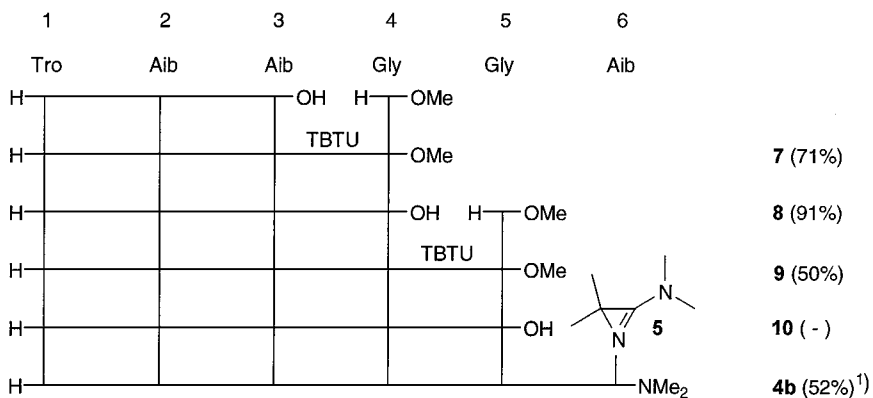 1 2 3 4 5 6
Tro Aib Aib Gly Gly Aib
H OH H OMe
TBTU
H OMe 7 (71%)
H OH H OMe 8 (91%)
TBTU
H OMe 9 (50%)
N
H OH N 5 10 ( - )
H NMe2 4b (52%)1)